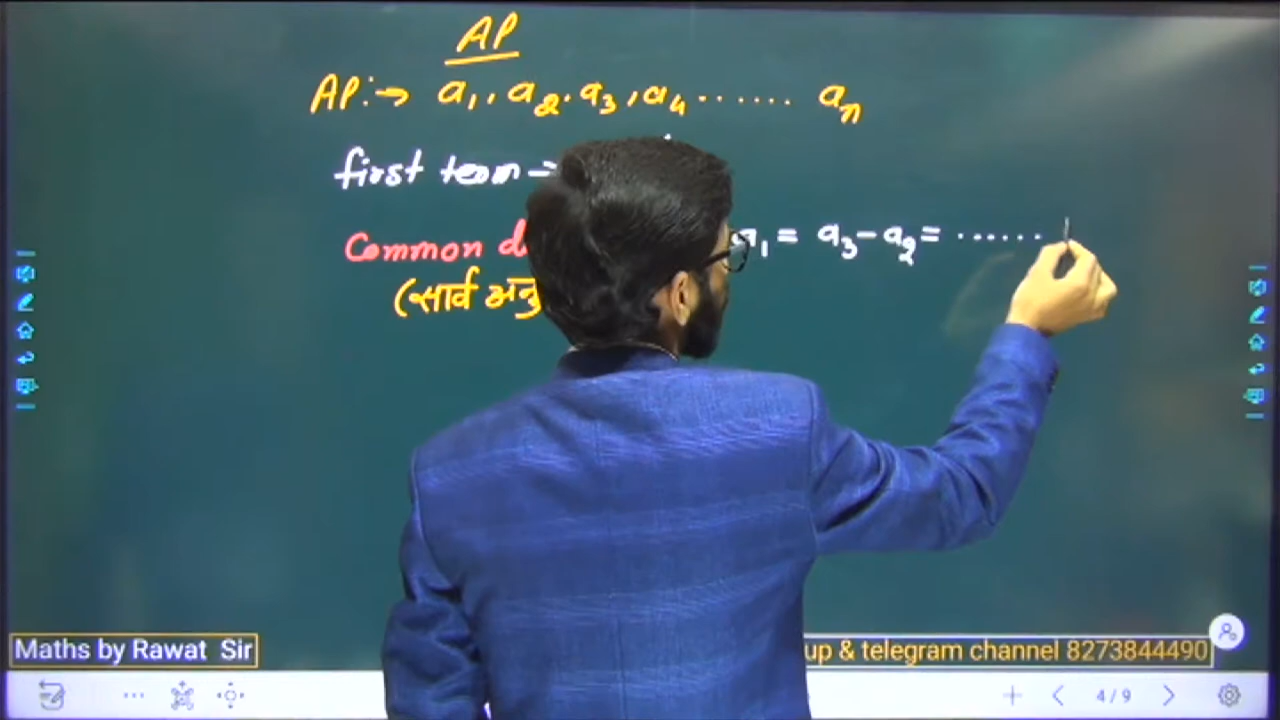 AP
AP:→ a₁, a₂, a₃, a₄ ....... aₙ
first term =
Common
a₁ = a₃-a₂ = ......
(सार्व
Maths by Rawat Sir
up & telegram channel 8273844490
4/9